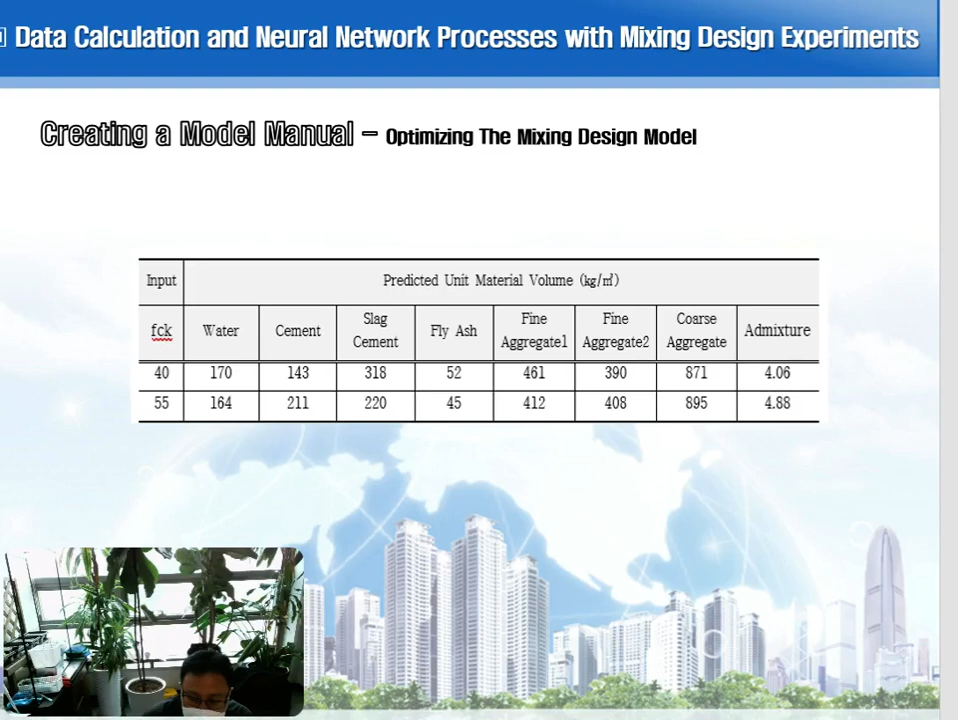 Data Calculation and Neural Network Processes with Mixing Design Experiments
Creating a Model Manual - Optimizing The Mixing Design Model
Input Predicted Unit Material Volume (㎏/㎥)
fck Water Cement Slag Cement Fly Ash Fine Aggregate1 Fine Aggregate2 Coarse Aggregate Admixture
40 170 143 318 52 461 390 871 4.06
55 164 211 220 45 412 408 895 4.88